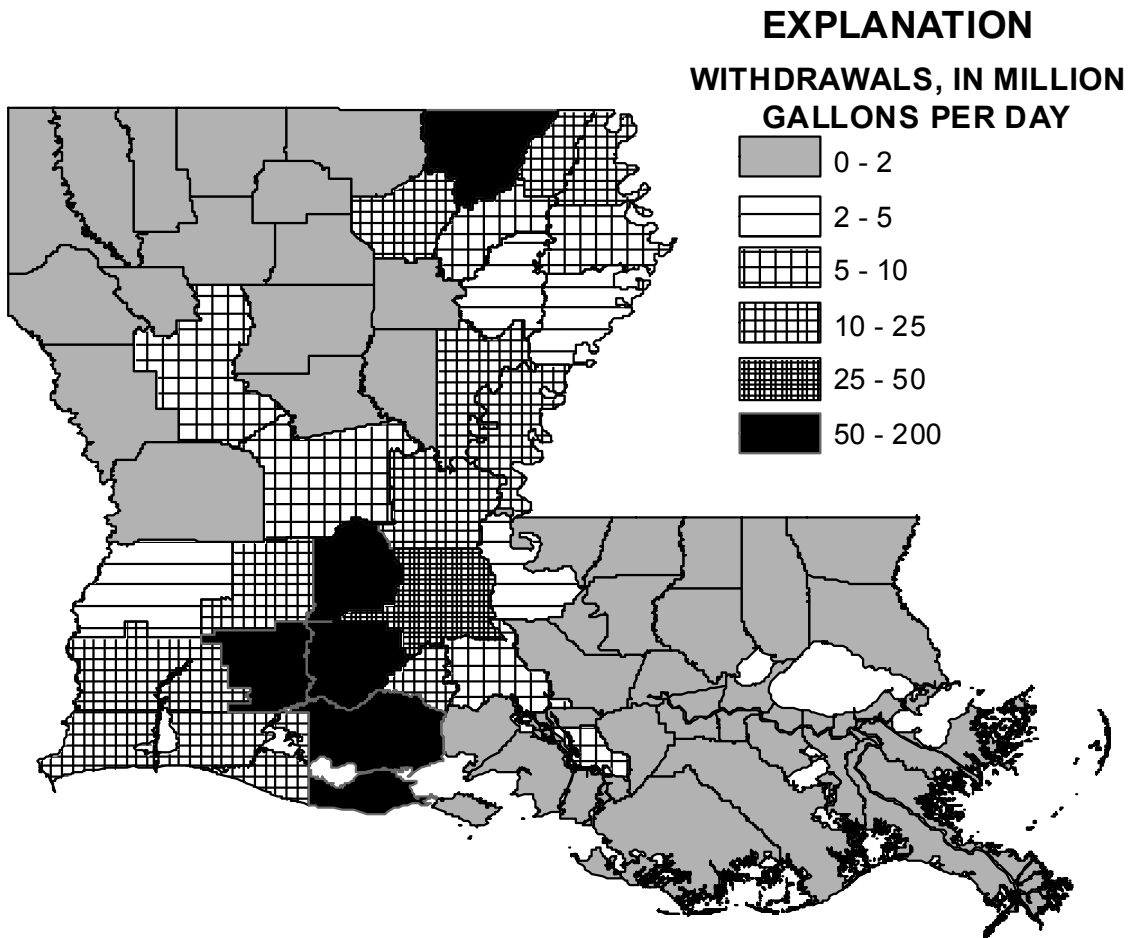 EXPLANATION
WITHDRAWALS, IN MILLION
GALLONS PER DAY
0 - 2
2 - 5
5 - 10
10 - 25
25 - 50
50 - 200